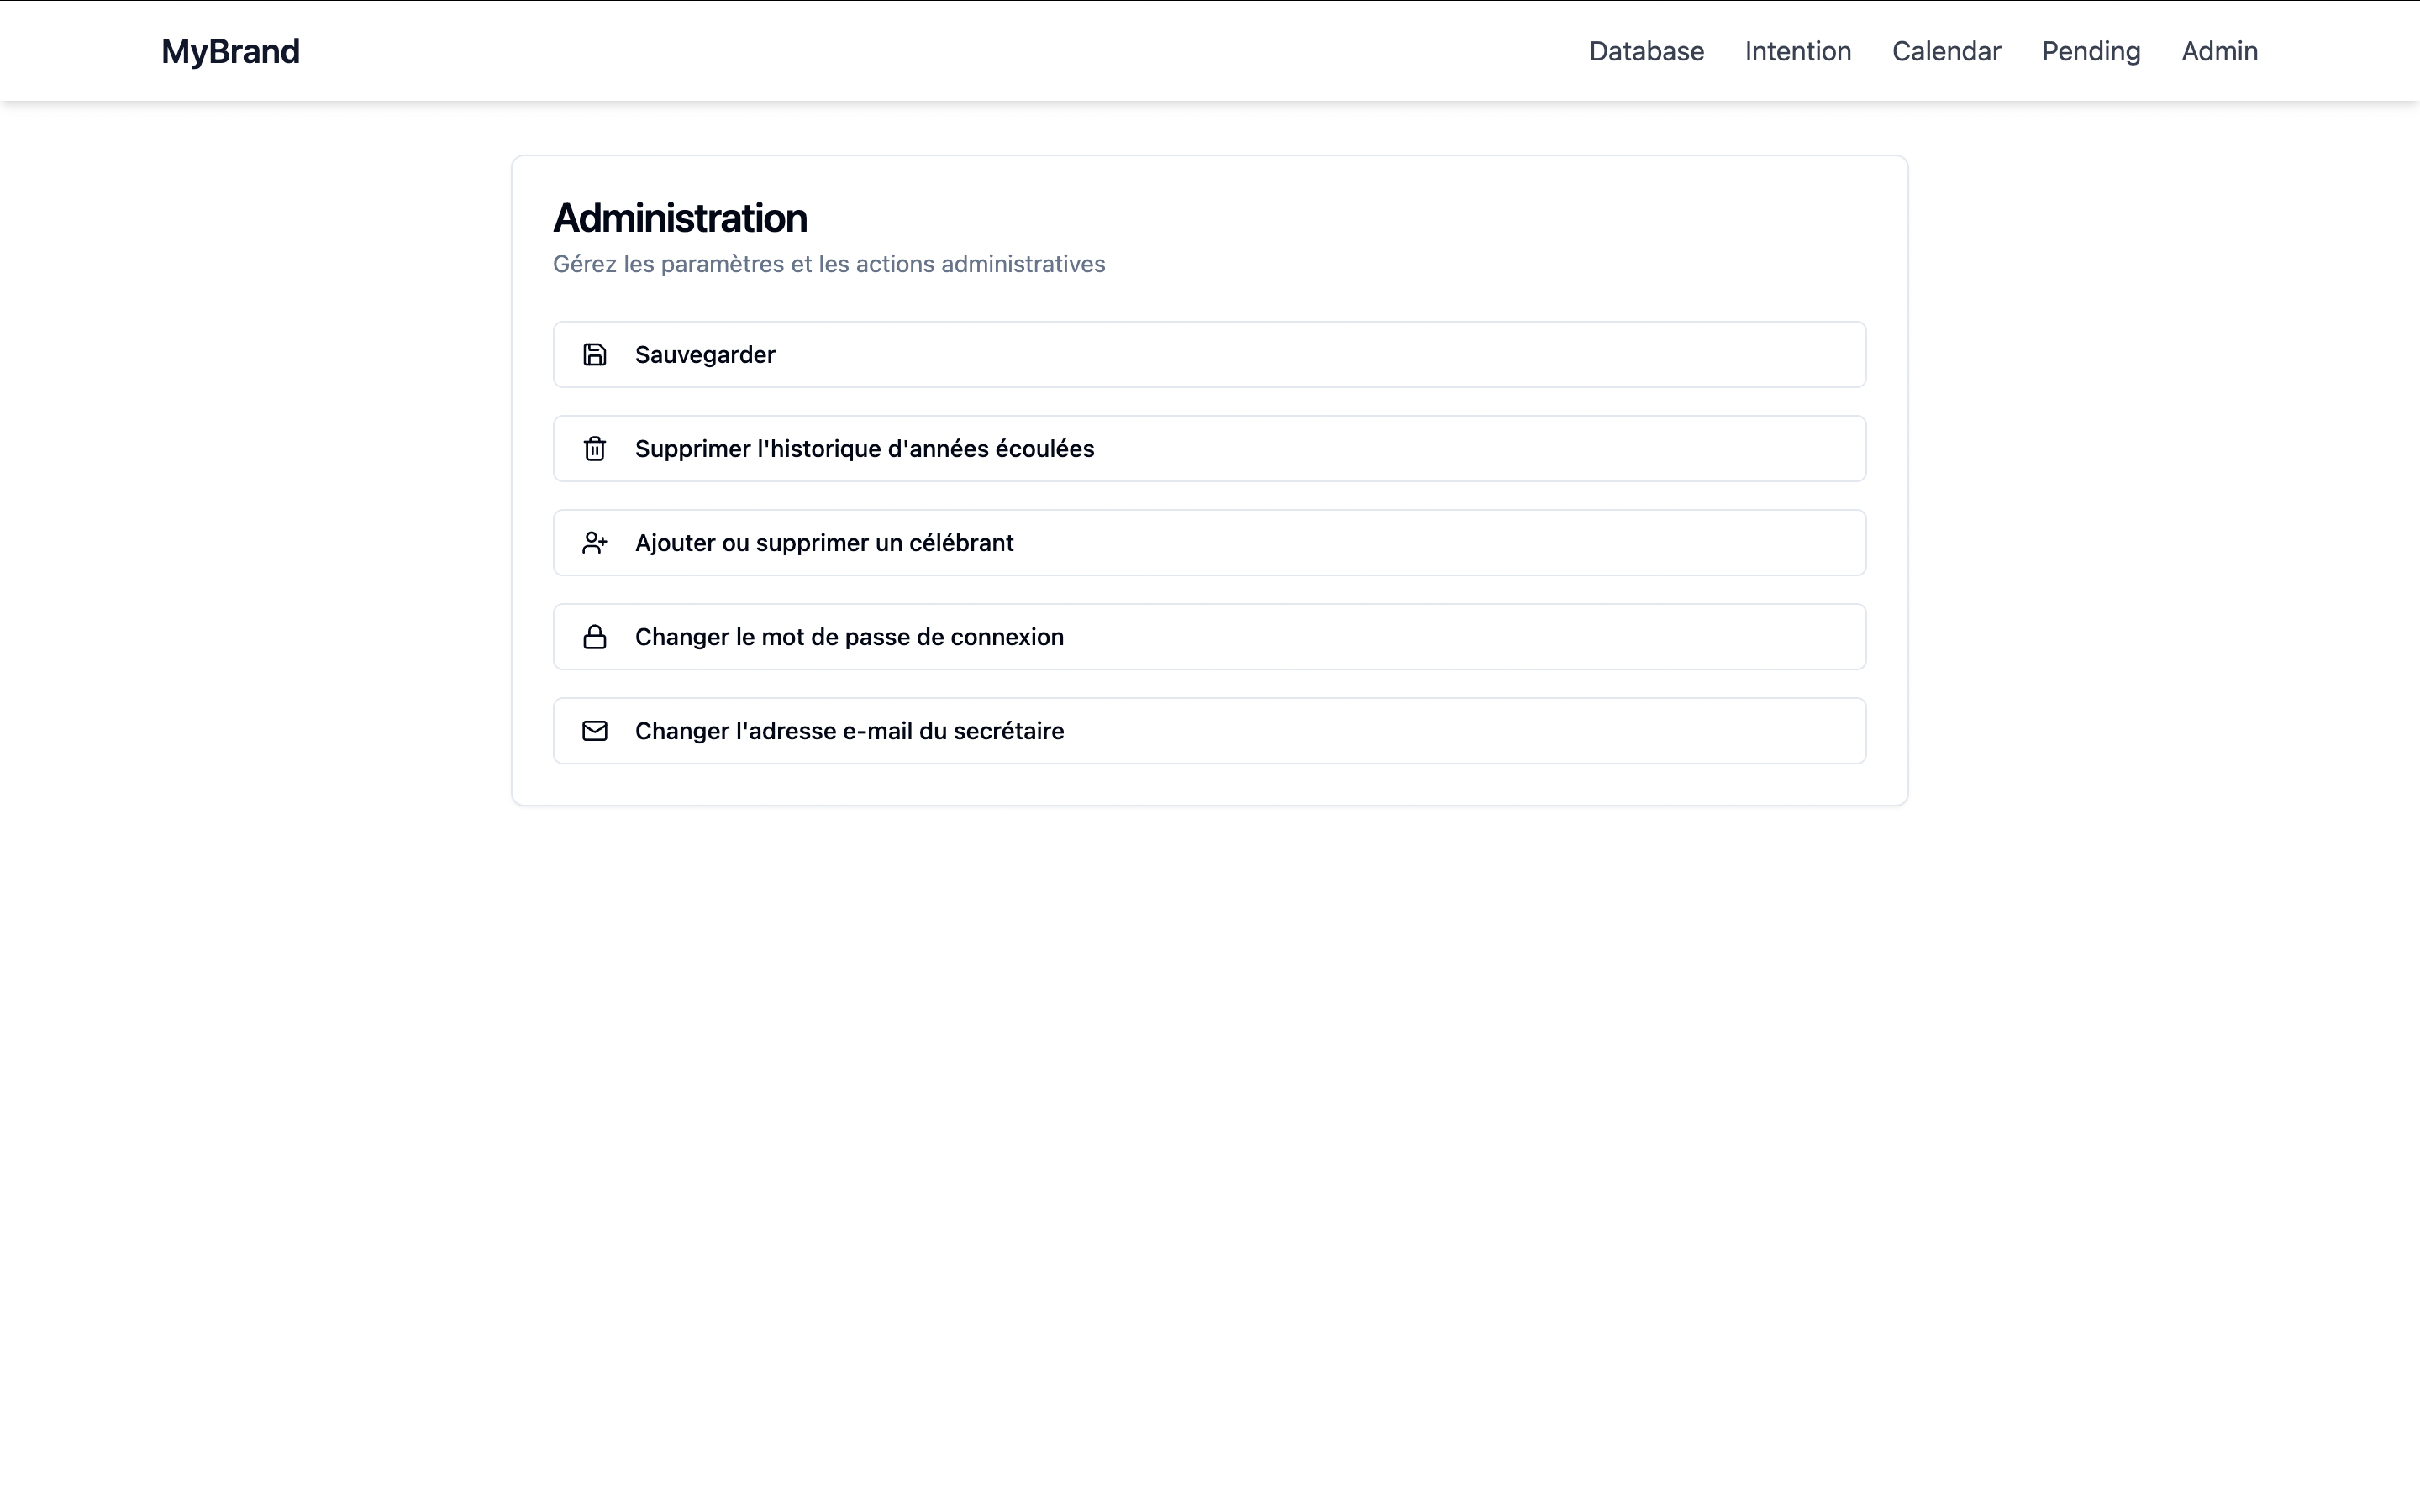 MyBrand
Database
Intention
Calendar
Pending
Admin
Administration
Gérez les paramètres et les actions administratives
Sauvegarder
Supprimer l'historique d'années écoulées
Ajouter ou supprimer un célébrant
Changer le mot de passe de connexion
Changer l'adresse e-mail du secrétaire